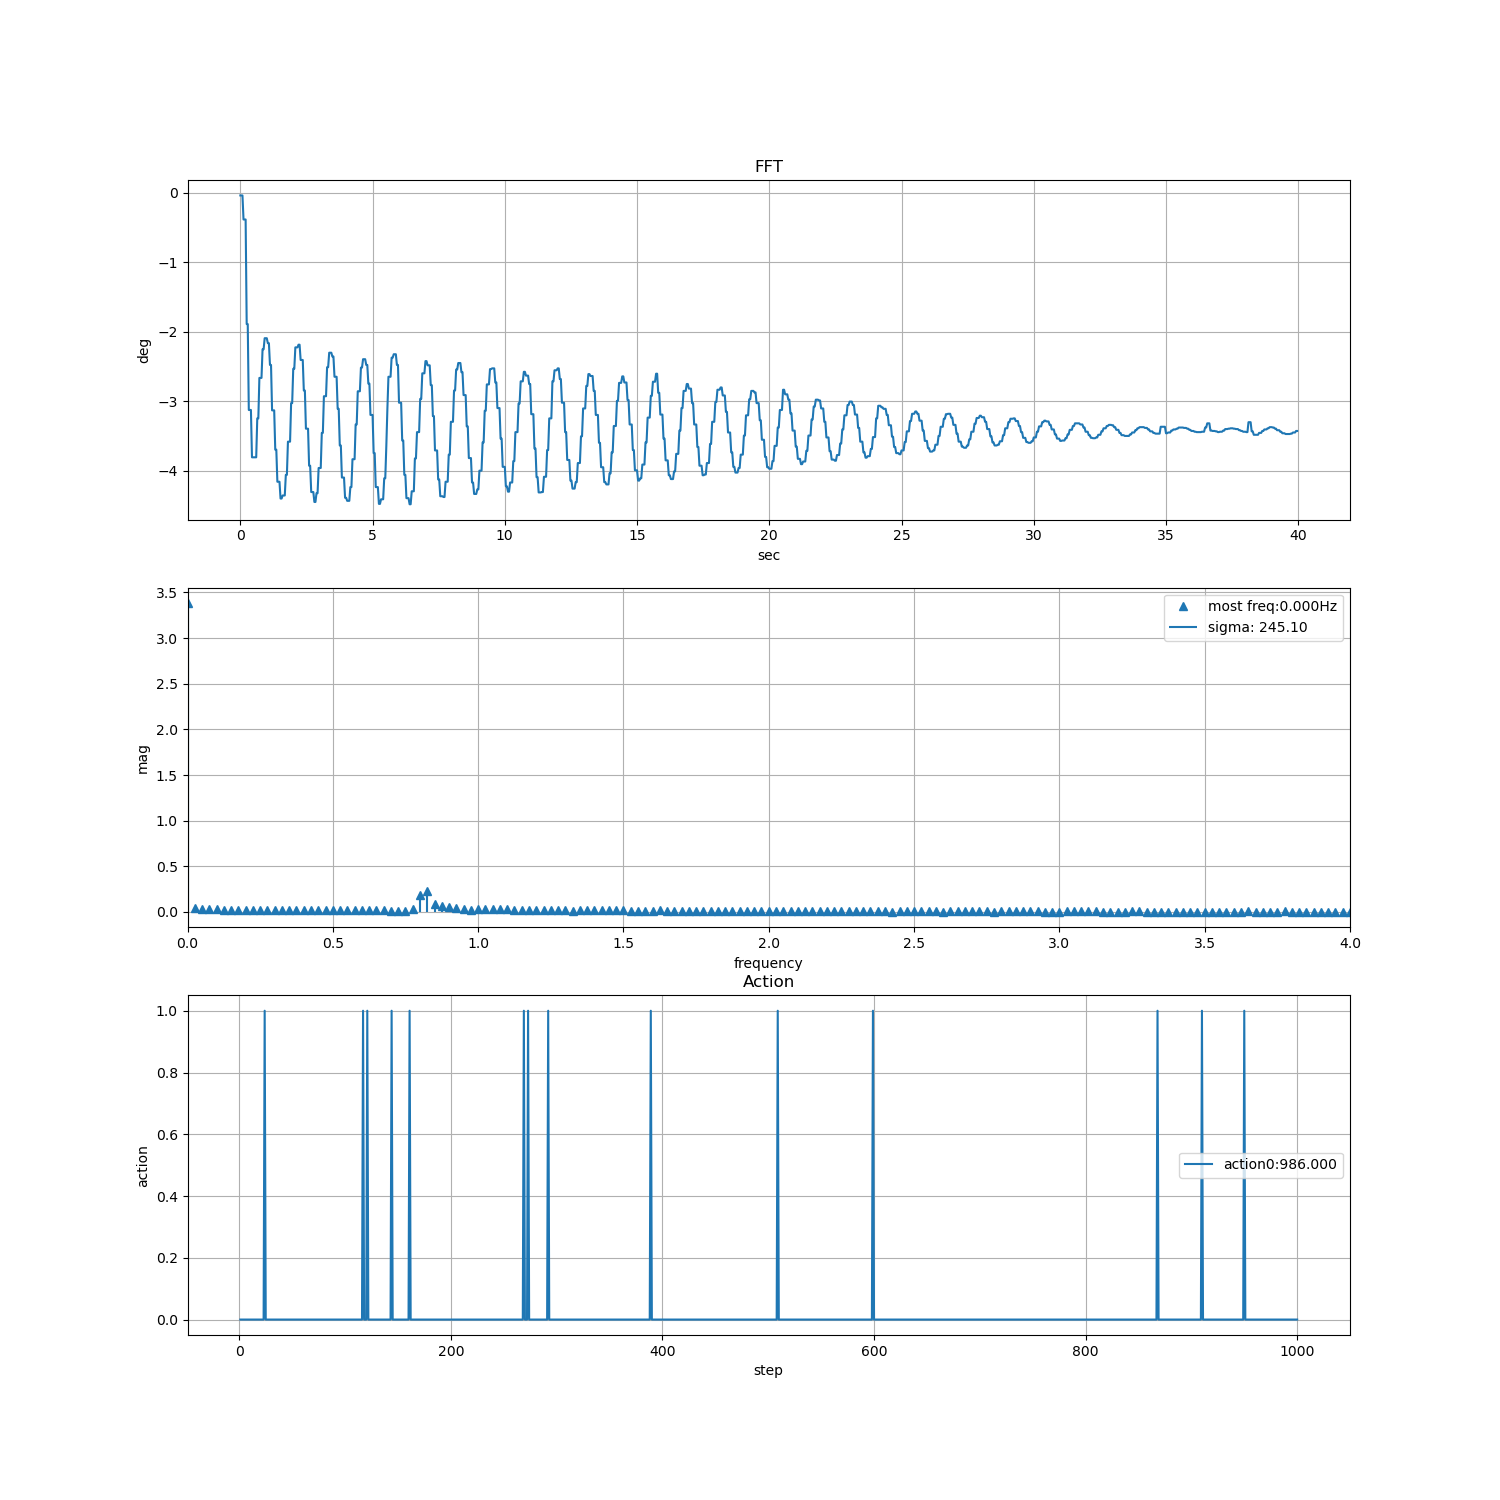 FFT
0
−1
−2
−3
−4
deg
0 5 10 15 20 25 30 35 40
sec
3.5
3.0
2.5
2.0
1.5
1.0
0.5
0.0
mag
most freq:0.000Hz
sigma: 245.10
0.0 0.5 1.0 1.5 2.0 2.5 3.0 3.5 4.0
frequency
Action
1.0
0.8
0.6
0.4
0.2
0.0
action
action0:986.000
0 200 400 600 800 1000
step